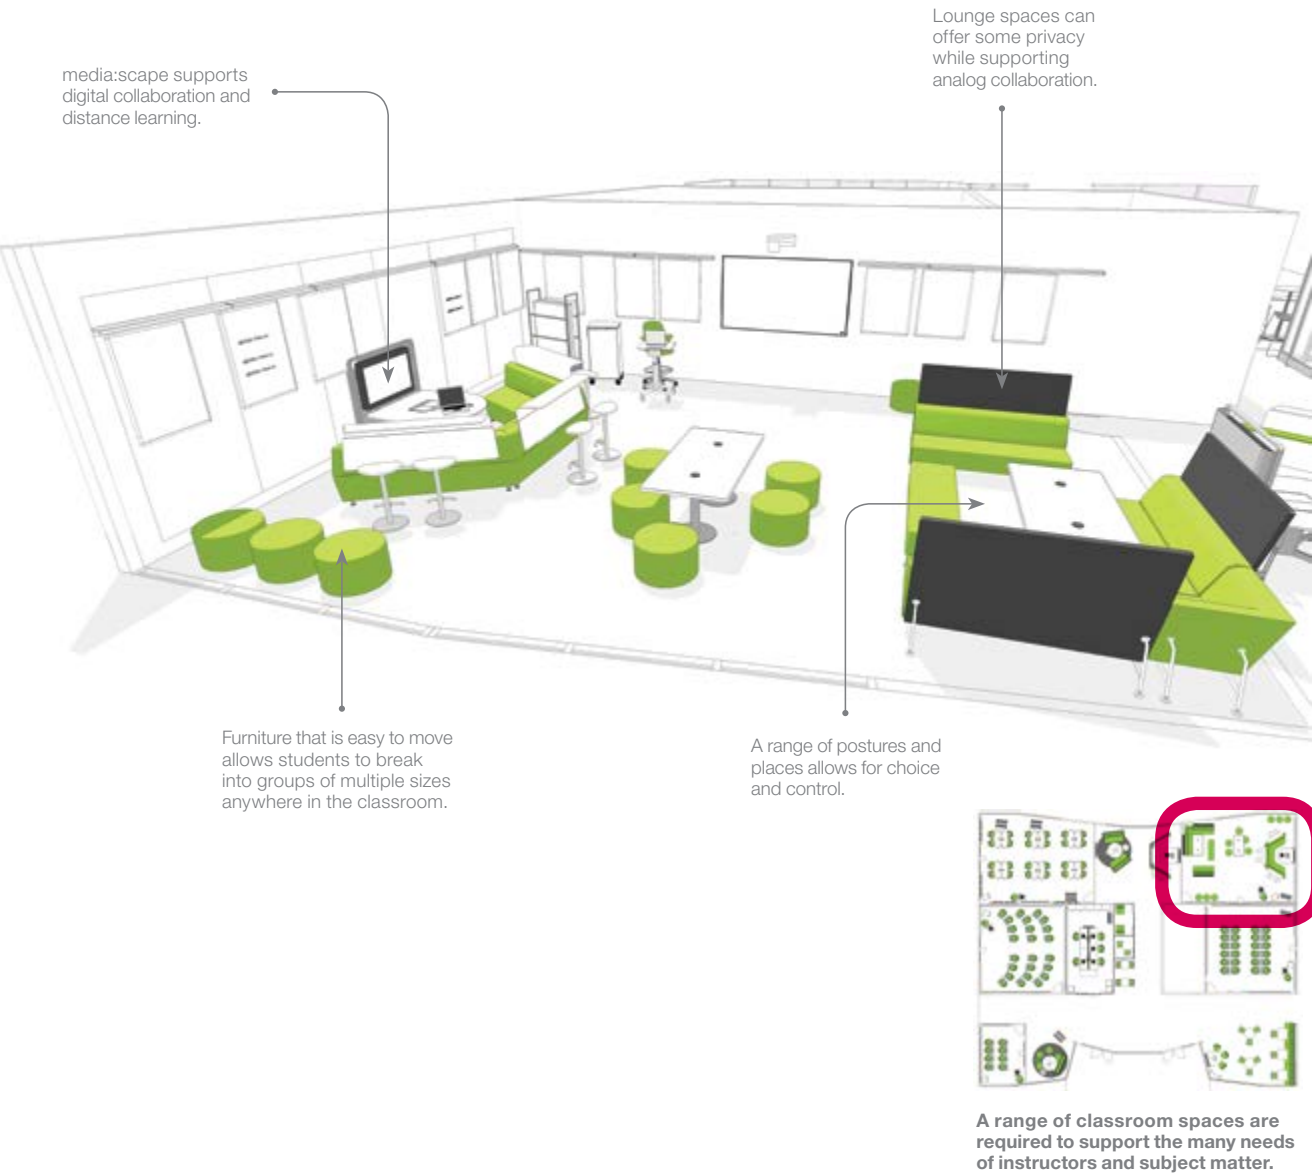 Lounge spaces can
offer some privacy
while supporting
analog collaboration.
media:scape supports
digital collaboration and
distance learning.
Furniture that is easy to move
allows students to break
into groups of multiple sizes
anywhere in the classroom.
A range of postures and
places allows for choice
and control.
A range of classroom spaces are
required to support the many needs
of instructors and subject matter.